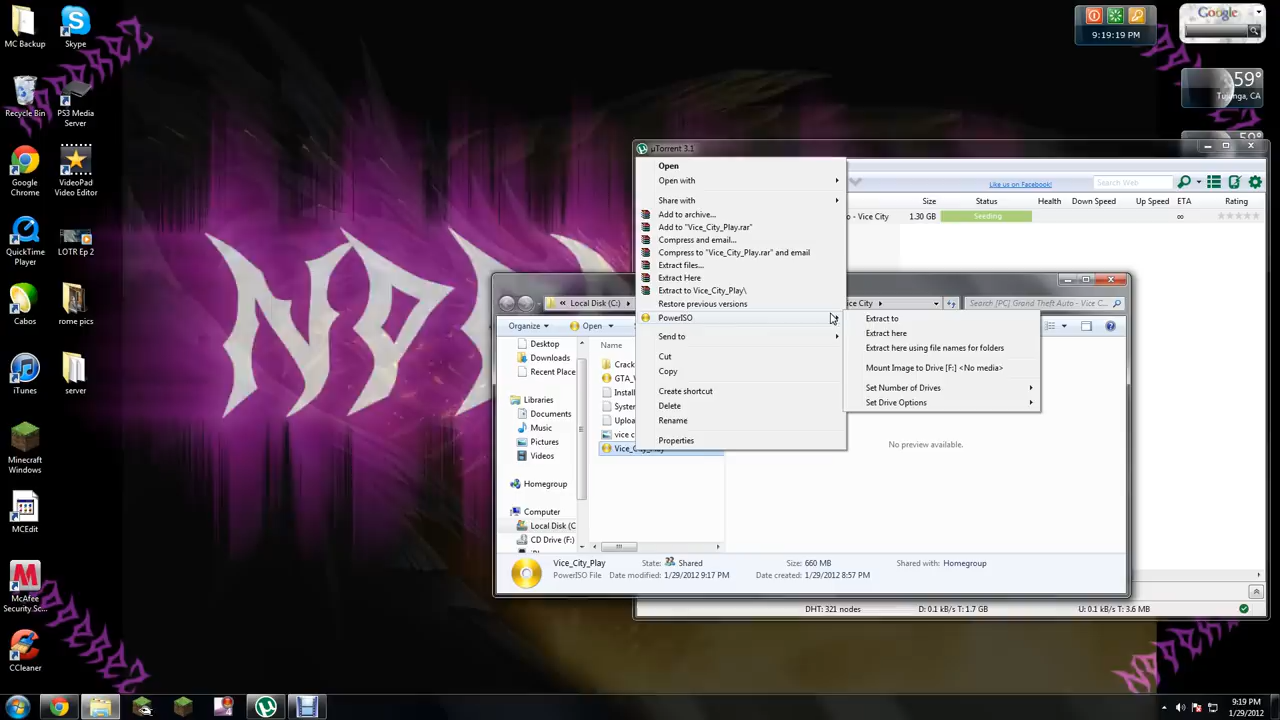 MC Backup
Skype
Recycle Bin
PS3 Media
Server
Google
Chrome
VideoPad
Video Editor
QuickTime
Player
LOTR Ep 2
Cabos
rome pics
iTunes
server
Minecraft
Windows
MCEdit
McAfee
Security Sc...
CCleaner
9:19:19 PM
Google
59°
Tujunga, CA
59°
µTorrent 3.1
Like us on Facebook!
Search Web
Size
Status
Health
Down Speed
Up Speed
ETA
Rating
o - Vice City
1.30 GB
Seeding
∞
Open
Open with
Share with
Add to archive...
Add to "Vice_City_Play.rar"
Compress and email...
Compress to "Vice_City_Play.rar" and email
Extract files...
Extract Here
Extract to Vice_City_Play\
Restore previous versions
PowerISO
Send to
Cut
Copy
Create shortcut
Delete
Rename
Properties
Extract to
Extract here
Extract here using file names for folders
Mount Image to Drive [F:] <No media>
Set Number of Drives
Set Drive Options
Local Disk (C:)
ice City
Search [PC] Grand Theft Auto - Vice C...
Organize
Open
Name
Desktop
Downloads
Recent Place
Libraries
Documents
Music
Pictures
Videos
Homegroup
Computer
Local Disk (C
CD Drive (F:)
Crack
GTA_V
Install
System
Uploa
vice c
Vice_City_Play
No preview available.
Vice_City_Play
State:
Shared
Size: 660 MB
Shared with: Homegroup
PowerISO File
Date modified: 1/29/2012 9:17 PM
Date created: 1/29/2012 8:57 PM
DHT: 321 nodes
D: 0.1 kB/s T: 1.7 GB
U: 0.1 kB/s T: 3.6 MB
9:19 PM
1/29/2012